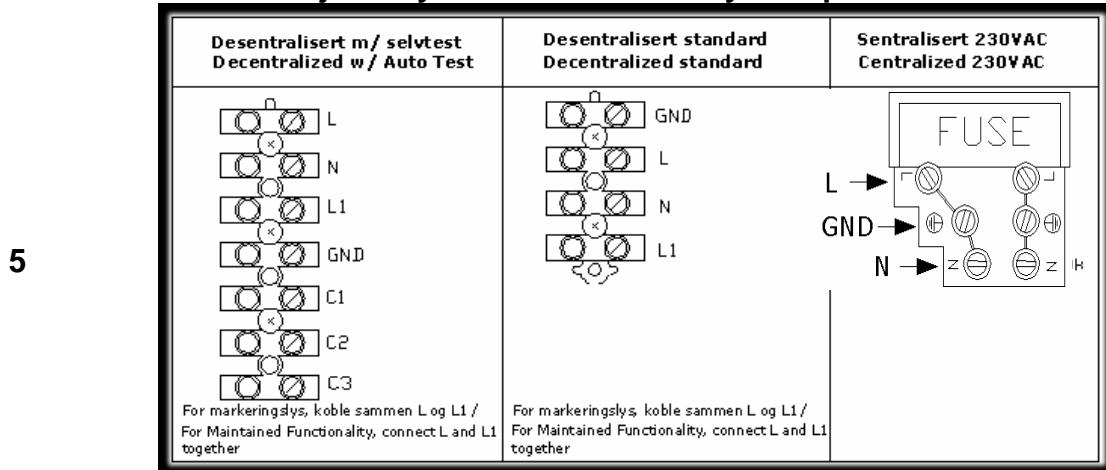 Desentralisert m/ selvtest
Decentralized w/ Auto Test
L
N
L1
GND
C1
C2
C3
For markeringslys, koble sammen L og L1 /
For Maintained Functionality, connect L and L1
together
Desentralisert standard
Decentralized standard
GND
L
N
L1
For markeringslys, koble sammen L og L1 /
For Maintained Functionality, connect L and L1
together
Sentralisert 230VAC
Centralized 230VAC
FUSE
L
GND
N
5